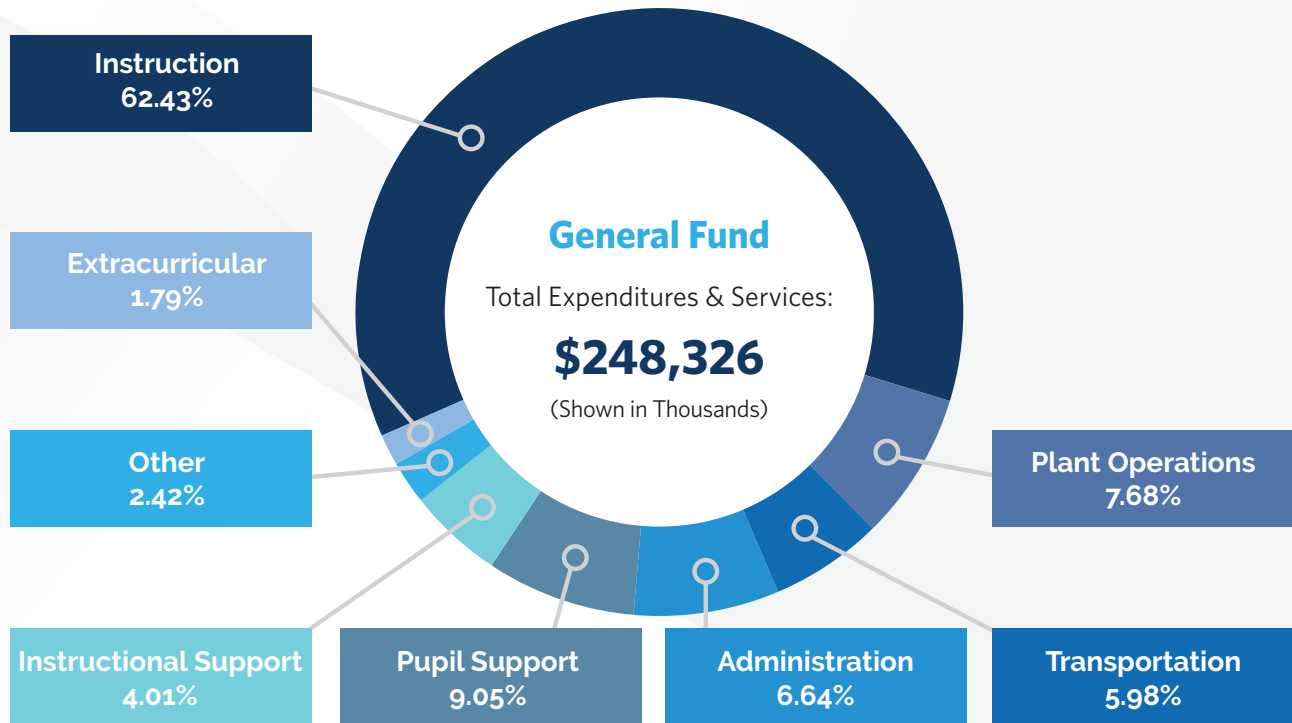 Instruction
62.43%
Extracurricular
1.79%
Other
2.42%
Instructional Support
4.01%
Pupil Support
9.05%
Administration
6.64%
Transportation
5.98%
Plant Operations
7.68%
General Fund
Total Expenditures & Services:
$248,326
(Shown in Thousands)